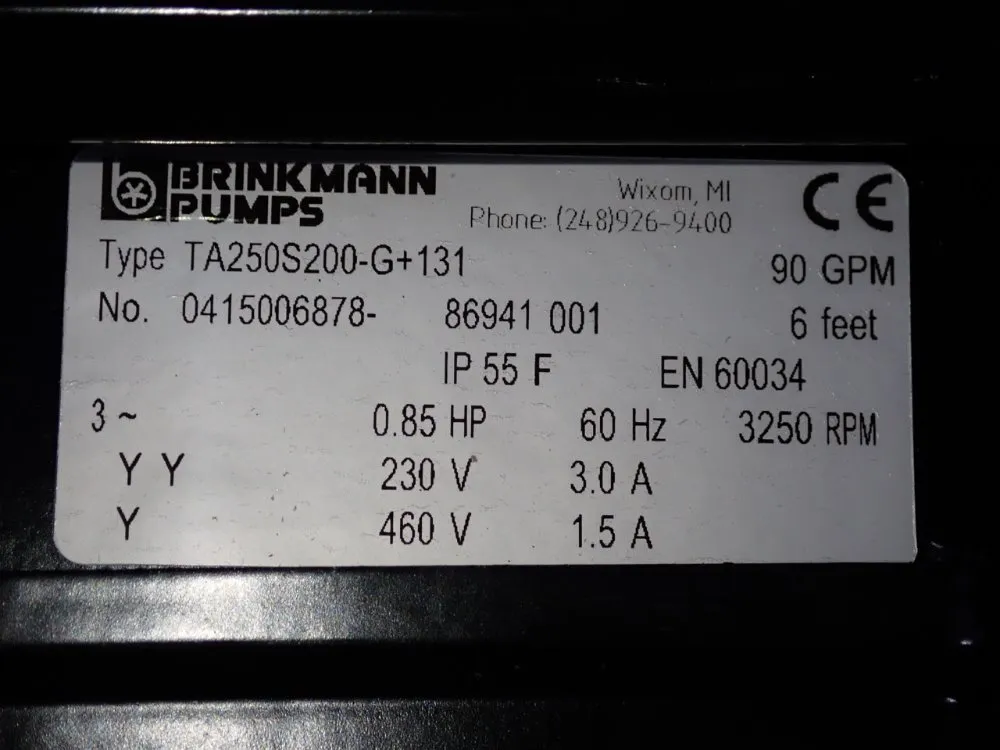 BRINKMANN
PUMPS
Wixom, MI
Phone: (248)926-9400
CE
Type TA250S200-G+131
90 GPM
No. 0415006878- 86941 001
6 feet
IP 55 F EN 60034
3 ~ 0.85 HP 60 Hz 3250 RPM
Y Y 230 V 3.0 A
Y 460 V 1.5 A